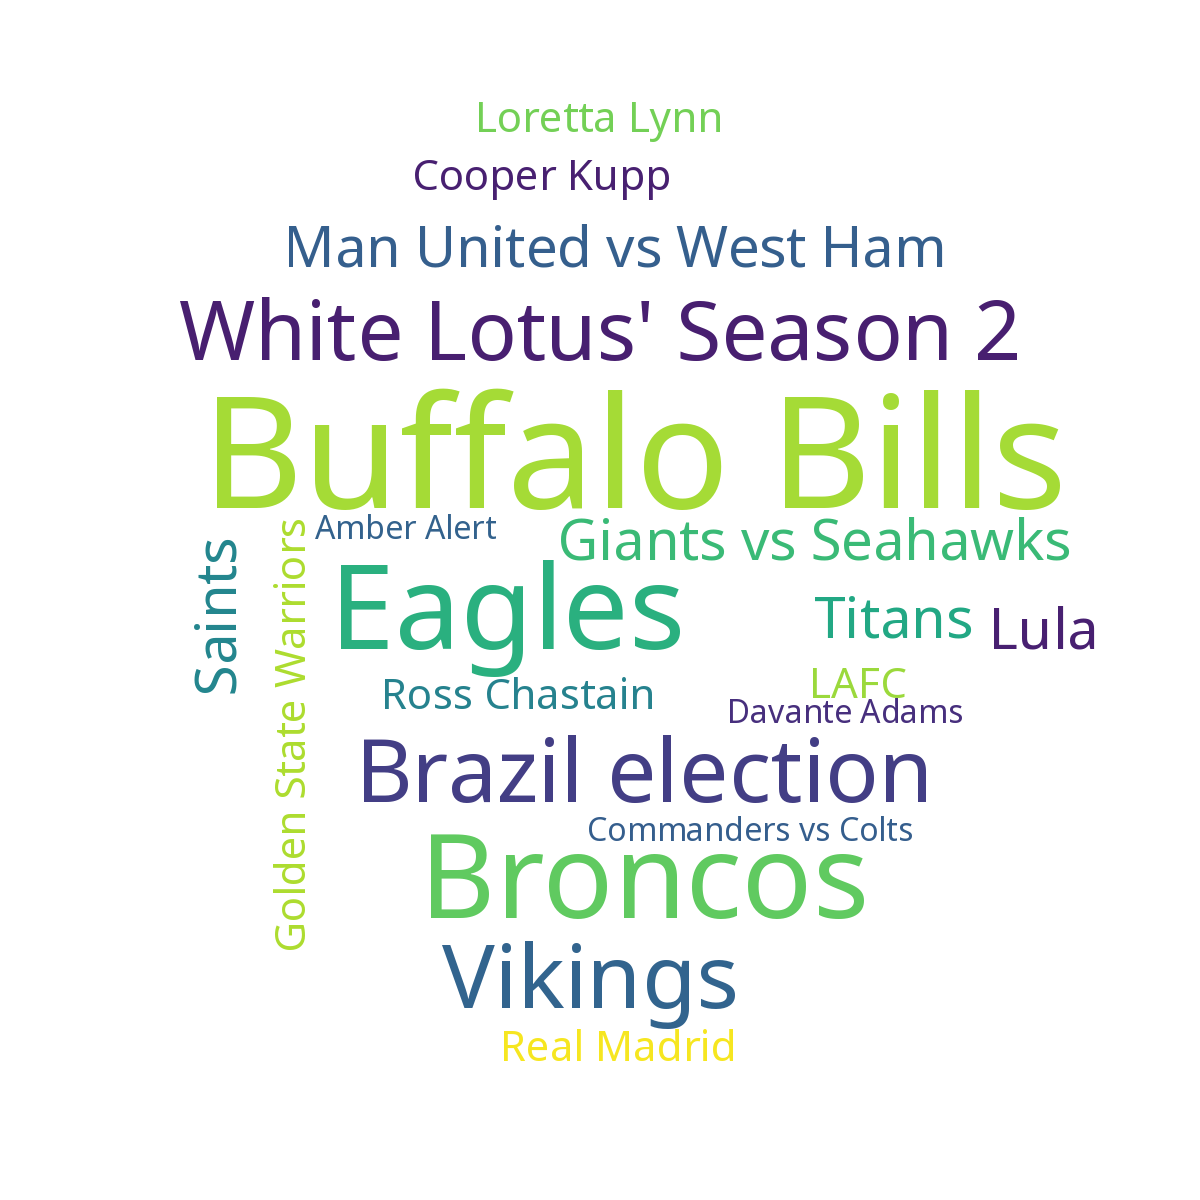 Loretta Lynn
Cooper Kupp
Man United vs West Ham
White Lotus' Season 2
Buffalo Bills
Amber Alert
Giants vs Seahawks
Saints
Golden State Warriors
Eagles
Titans
Lula
Ross Chastain
LAFC
Davante Adams
Brazil election
Commanders vs Colts
Broncos
Vikings
Real Madrid